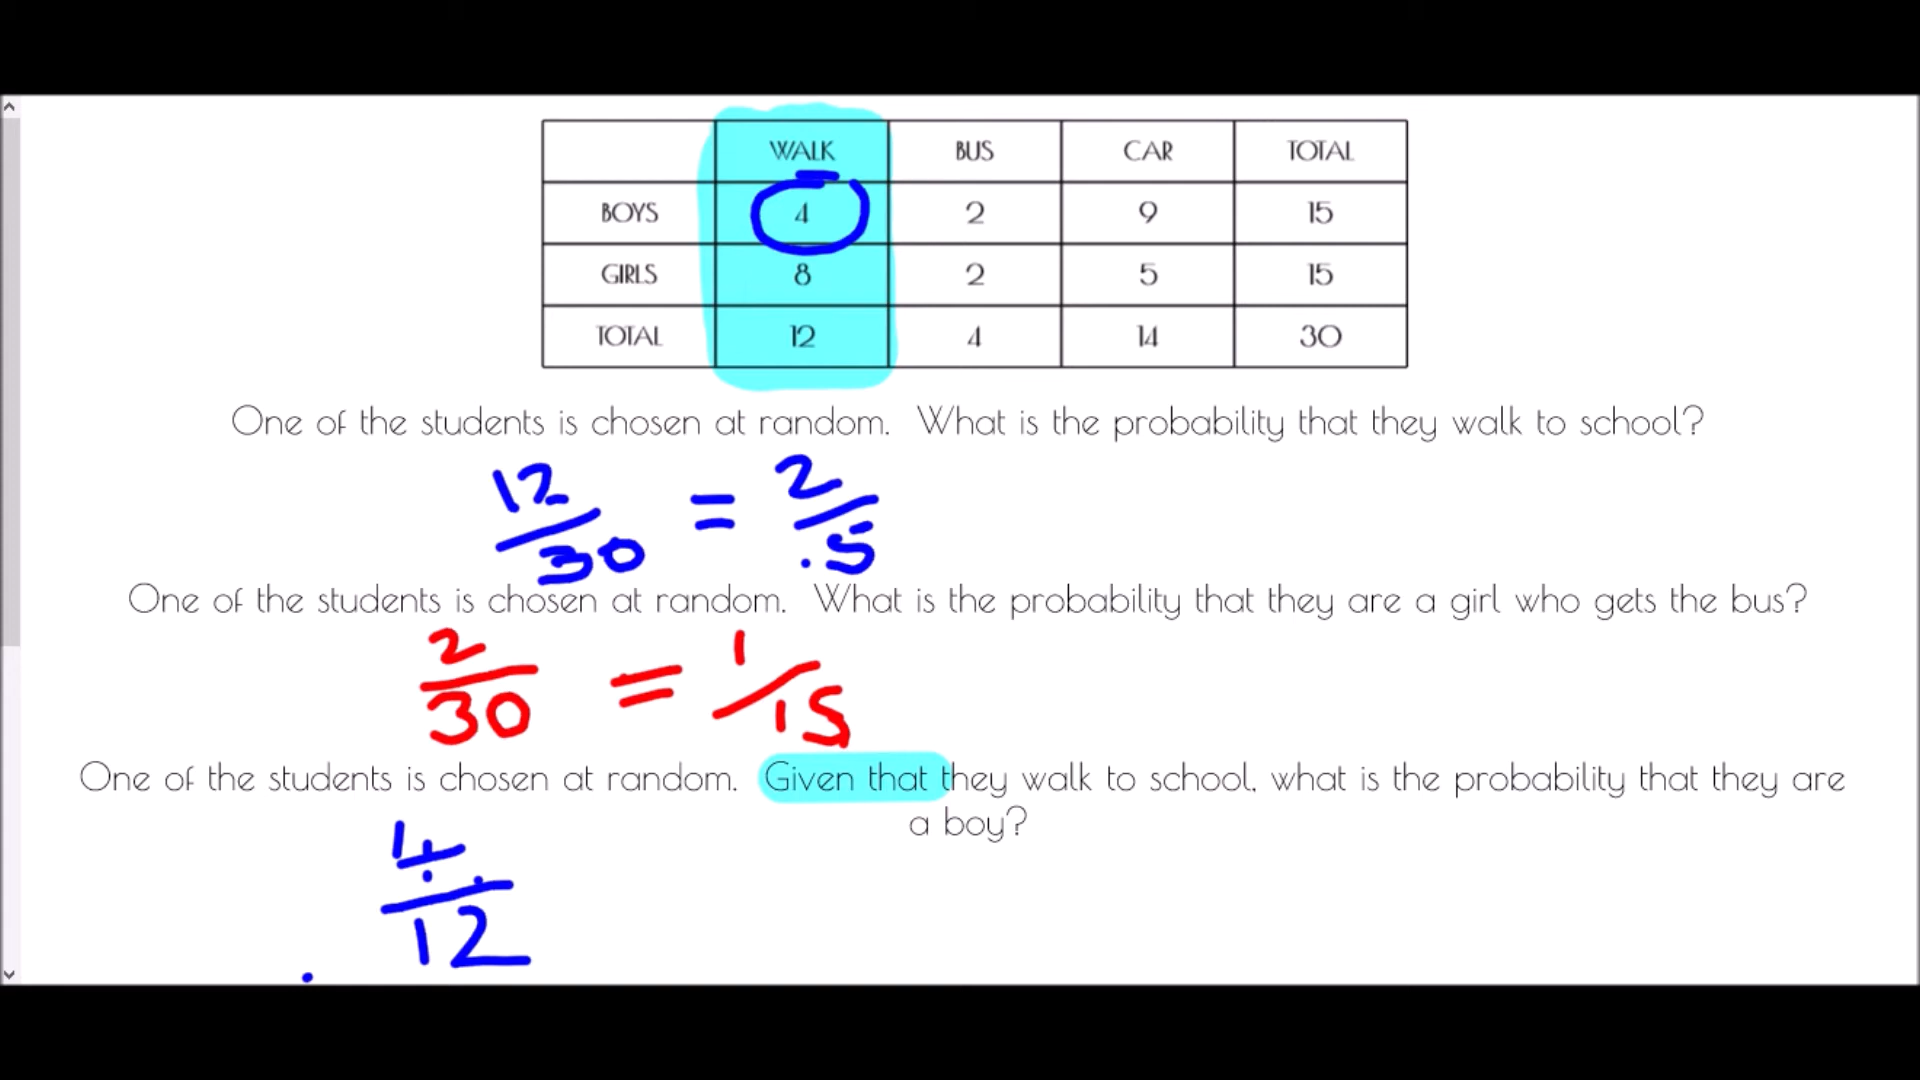 WALK BUS CAR TOTAL
BOYS 4 2 9 15
GIRLS 8 2 5 15
TOTAL 12 4 14 30
One of the students is chosen at random. What is the probability that they walk to school?
12/30 = 2/5
One of the students is chosen at random. What is the probability that they are a girl who gets the bus?
2/30 = 1/15
One of the students is chosen at random. Given that they walk to school, what is the probability that they are
a boy?
4/12